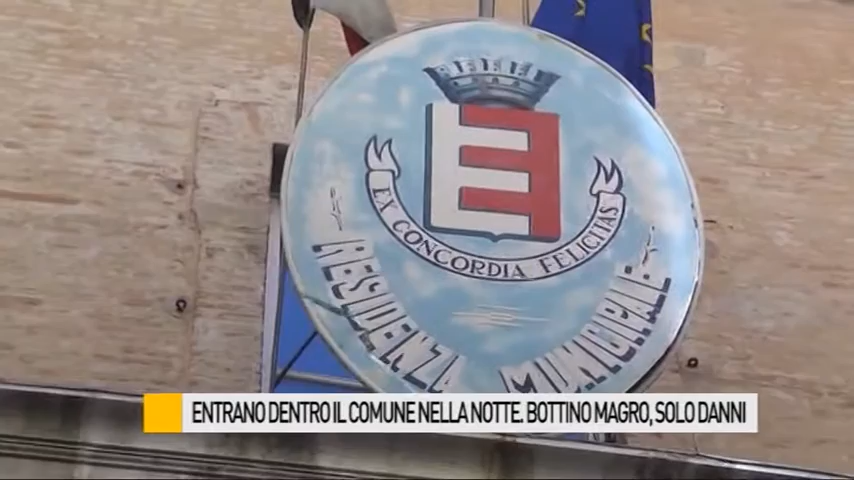 EX CONCORDIA FELICITAS
RESIDENZA MUNICIPALE
ENTRANO DENTRO IL COMUNE NELLA NOTTE. BOTTINO MAGRO, SOLO DANNI